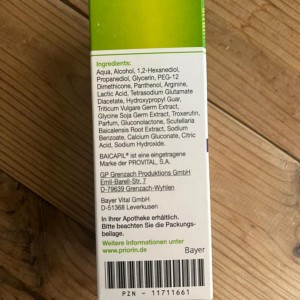 Ingredients:
Aqua, Alcohol, 1,2-Hexanediol,
Propanediol, Glycerin, PEG-12
Dimethicone, Panthenol, Arginine,
Lactic Acid, Tetrasodium Glutamate
Diacetate, Hydroxypropyl Guar,
Triticum Vulgare Germ Extract,
Glycine Soja Germ Extract, Troxerutin,
Parfum, Gluconolactone, Scutellaria
Baicalensis Root Extract, Sodium
Benzoate, Calcium Gluconate, Citric
Acid, Sodium Hydroxide.
BAICAPIL® ist eine eingetragene
Marke der PROVITAL, S.A.
GP Grenzach Produktions GmbH
Emil-Barell-Str. 7
D-79639 Grenzach-Wyhlen
Bayer Vital GmbH
D-51368 Leverkusen
In Ihrer Apotheke erhältlich.
Bitte beachten Sie die Packungs-
beilage.
Weitere Informationen unter
www.priorin.de
Bayer
PZN - 11711661